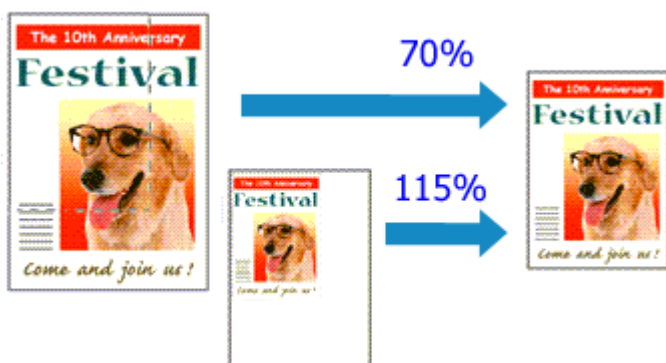 The 10th Anniversary
Festival
Come and join us!
70%
The 10th Anniversary
Festival
Come and join us!
115%
The 10th Anniversary
Festival
Come and join us!